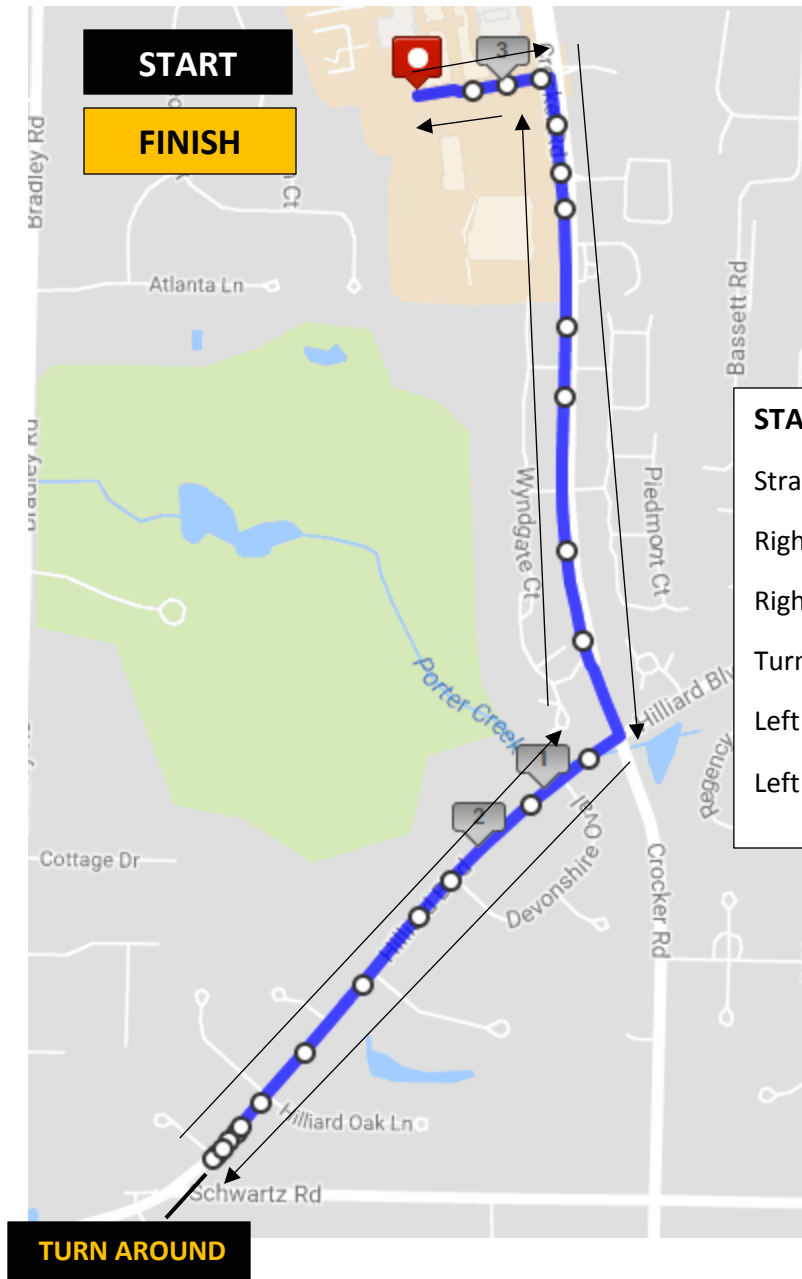 START
FINISH
3
Bradley Rd
Ct
Atlanta Ln
Bassett Rd
Wyndgate Ct
Piedmont Ct
STA
Stra
Righ
Righ
Turn
Left
Left
Porter Creek
Hilliard Blv
Regency
1
2
Devonshire Oval
Cottage Dr
Crocker Rd
Hilliard Oak Ln
Schwartz Rd
TURN AROUND